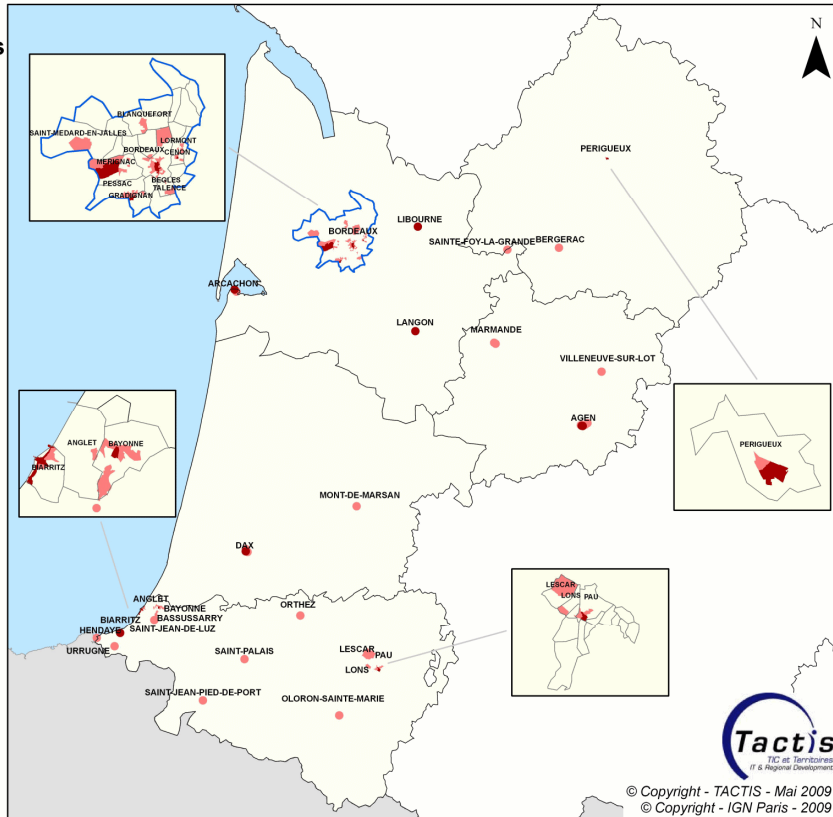 s
N
BLANQUEFORT
SAINT-MEDARD-EN-JALLES
LORMONT
BORDEAUX
CENON
MERIGNAC
PESSAC
BEGLES
TALENCE
GRADIGNAN
PERIGUEUX
LIBOURNE
BORDEAUX
SAINTE-FOY-LA-GRANDE
BERGERAC
ARCACHON
LANGON
MARMANDE
VILLENEUVE-SUR-LOT
AGEN
ANGLET
BAYONNE
BIARRITZ
PERIGUEUX
MONT-DE-MARSAN
DAX
LESCAR
LONS
PAU
ANGLET
BAYONNE
BIARRITZ
BASSUSSARRY
HENDAYE
SAINT-JEAN-DE-LUZ
URRUGNE
ORTHEZ
SAINT-PALAIS
LESCAR
PAU
LONS
SAINT-JEAN-PIED-DE-PORT
OLORON-SAINTE-MARIE
Tactis
TIC et Territoires
IT & Regional Development
© Copyright - TACTIS - Mai 2009
© Copyright - IGN Paris - 2009